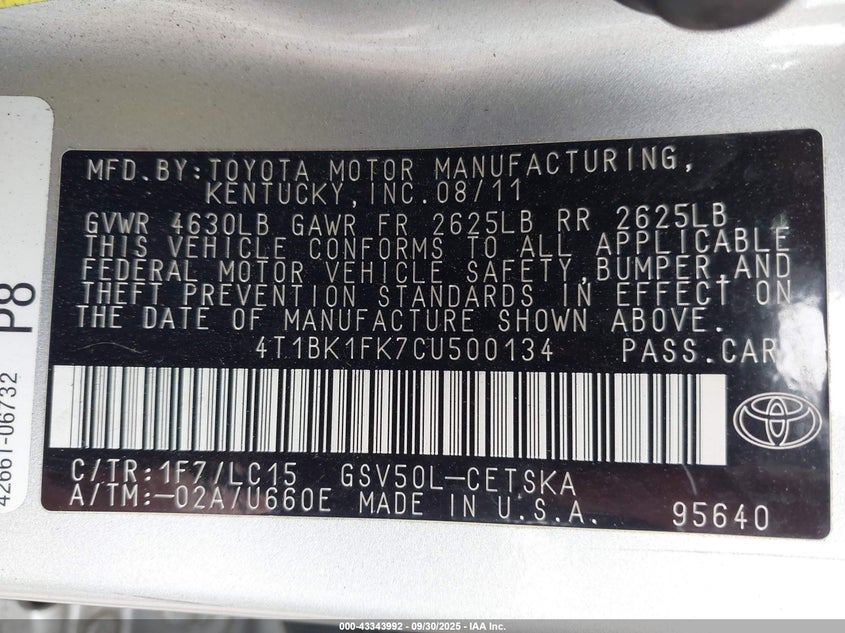 MFD.BY:TOYOTA MOTOR MANUFACTURING,
KENTUCKY,INC.08/11
GVWR 4630LB GAWR FR 2625LB RR 2625LB
THIS VEHICLE CONFORMS TO ALL APPLICABLE
FEDERAL MOTOR VEHICLE SAFETY,BUMPER,AND
THEFT PREVENTION STANDARDS IN EFFECT ON
THE DATE OF MANUFACTURE SHOWN ABOVE.
4T1BK1FK7CU500134 PASS.CAR
C/TR:1F7/LC15 GSV50L-CETSKA
A/TM:-02A/U660E MADE IN U.S.A. 95640
P8
42661-06732
000-43343992 - 09/30/2025 - IAA Inc.